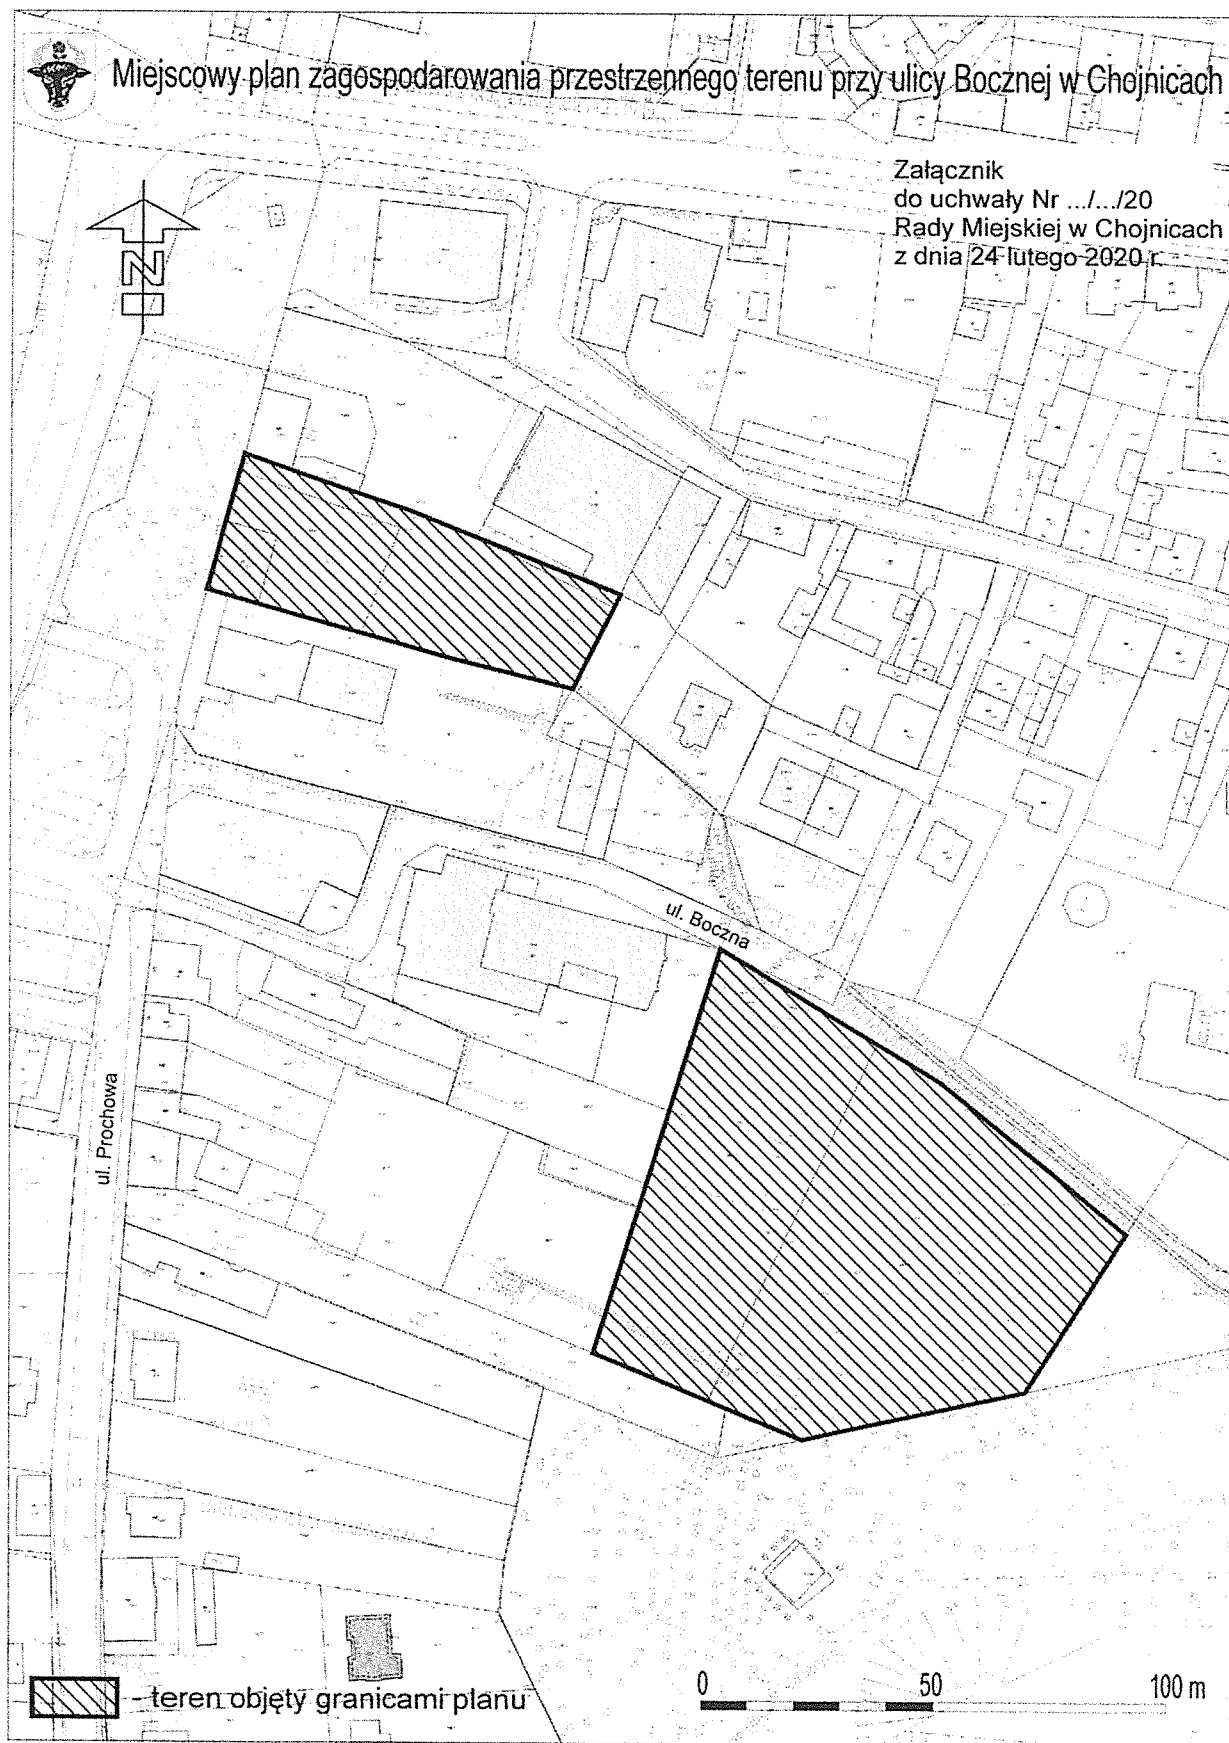 Miejscowy plan zagospodarowania przestrzennego terenu przy ulicy Bocznej w Chojnicach
Załącznik
do uchwały Nr .../.../20
Rady Miejskiej w Chojnicach
z dnia 24 lutego 2020 r.
N
ul. Boczna
ul. Prochowa
- teren objęty granicami planu
0 50 100 m